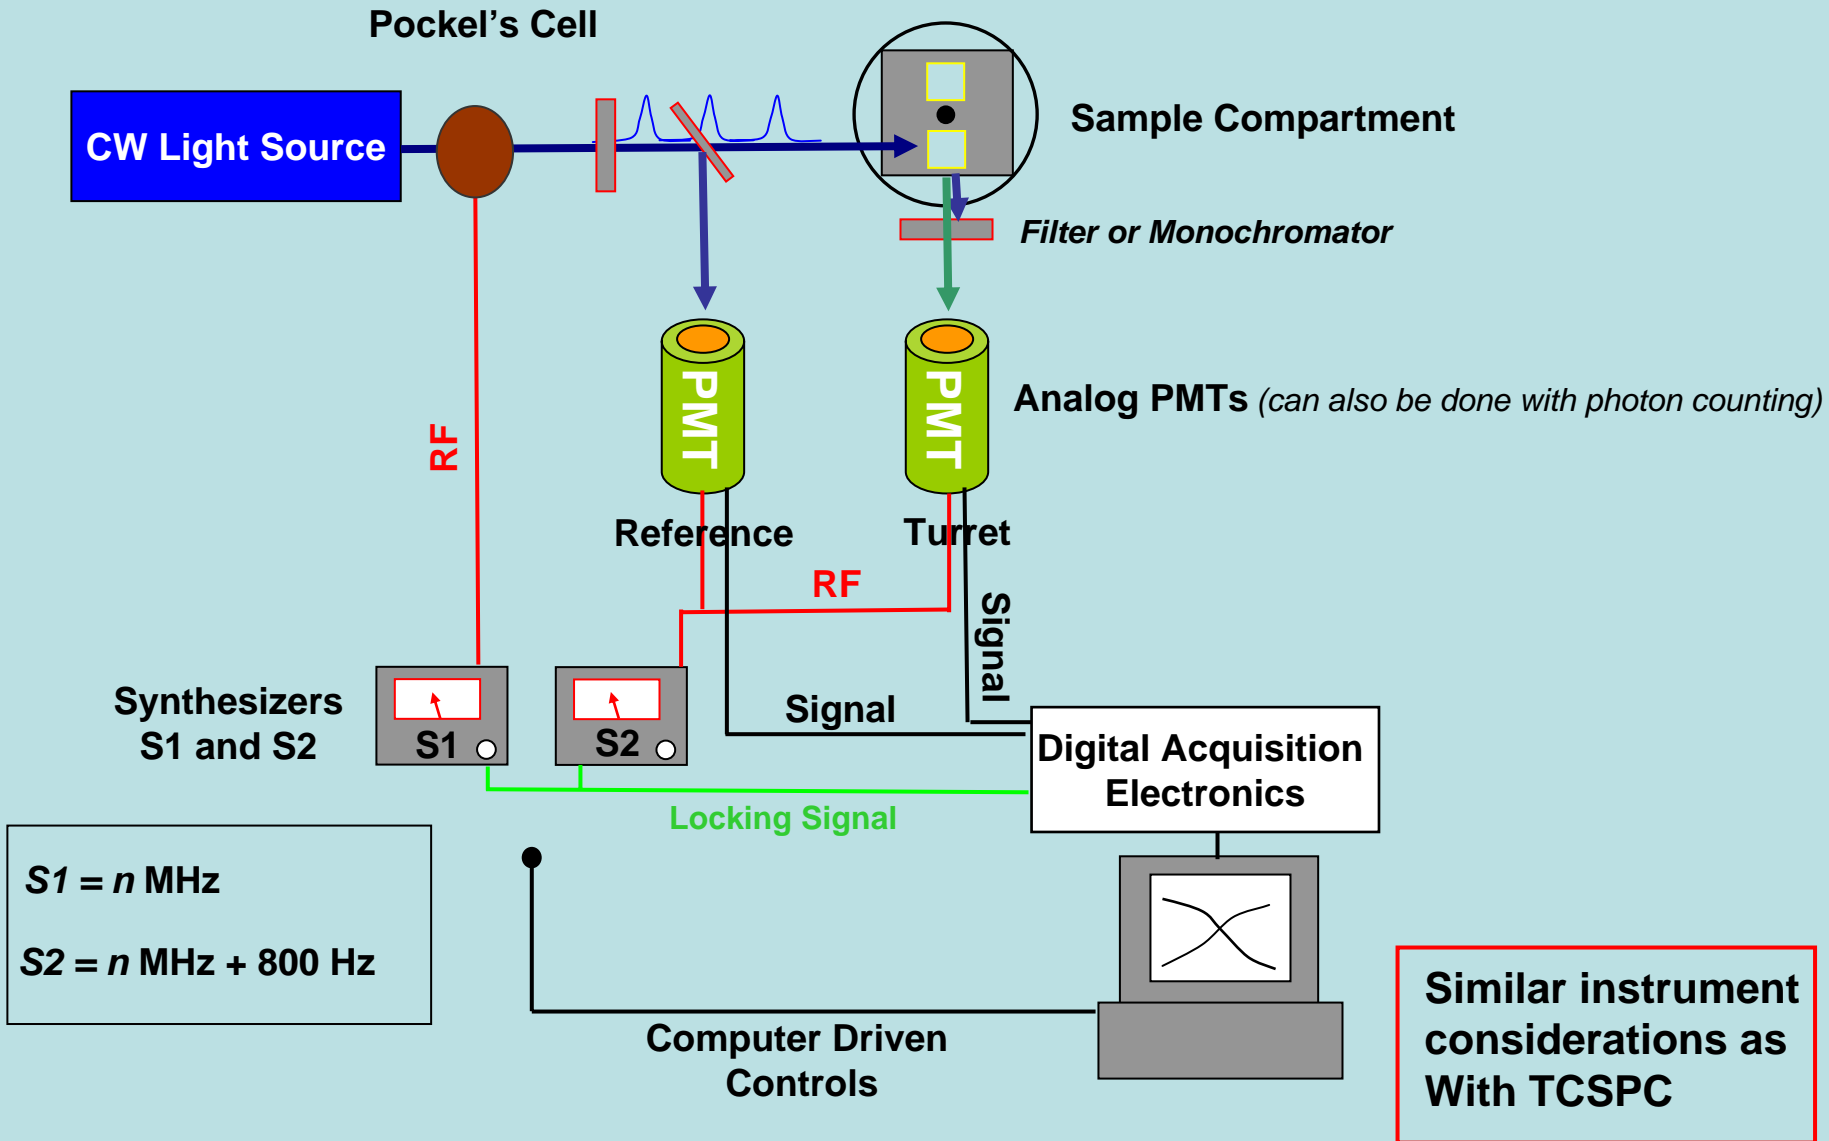 Pockel’s Cell
CW Light Source
Sample Compartment
Filter or Monochromator
PMT
PMT
Analog PMTs (can also be done with photon counting)
RF
Reference
Turret
RF
Signal
Signal
Synthesizers
S1 and S2
S1
S2
Digital Acquisition
Electronics
Locking Signal
S1 = n MHz
S2 = n MHz + 800 Hz
Computer Driven
Controls
Similar instrument
considerations as
With TCSPC